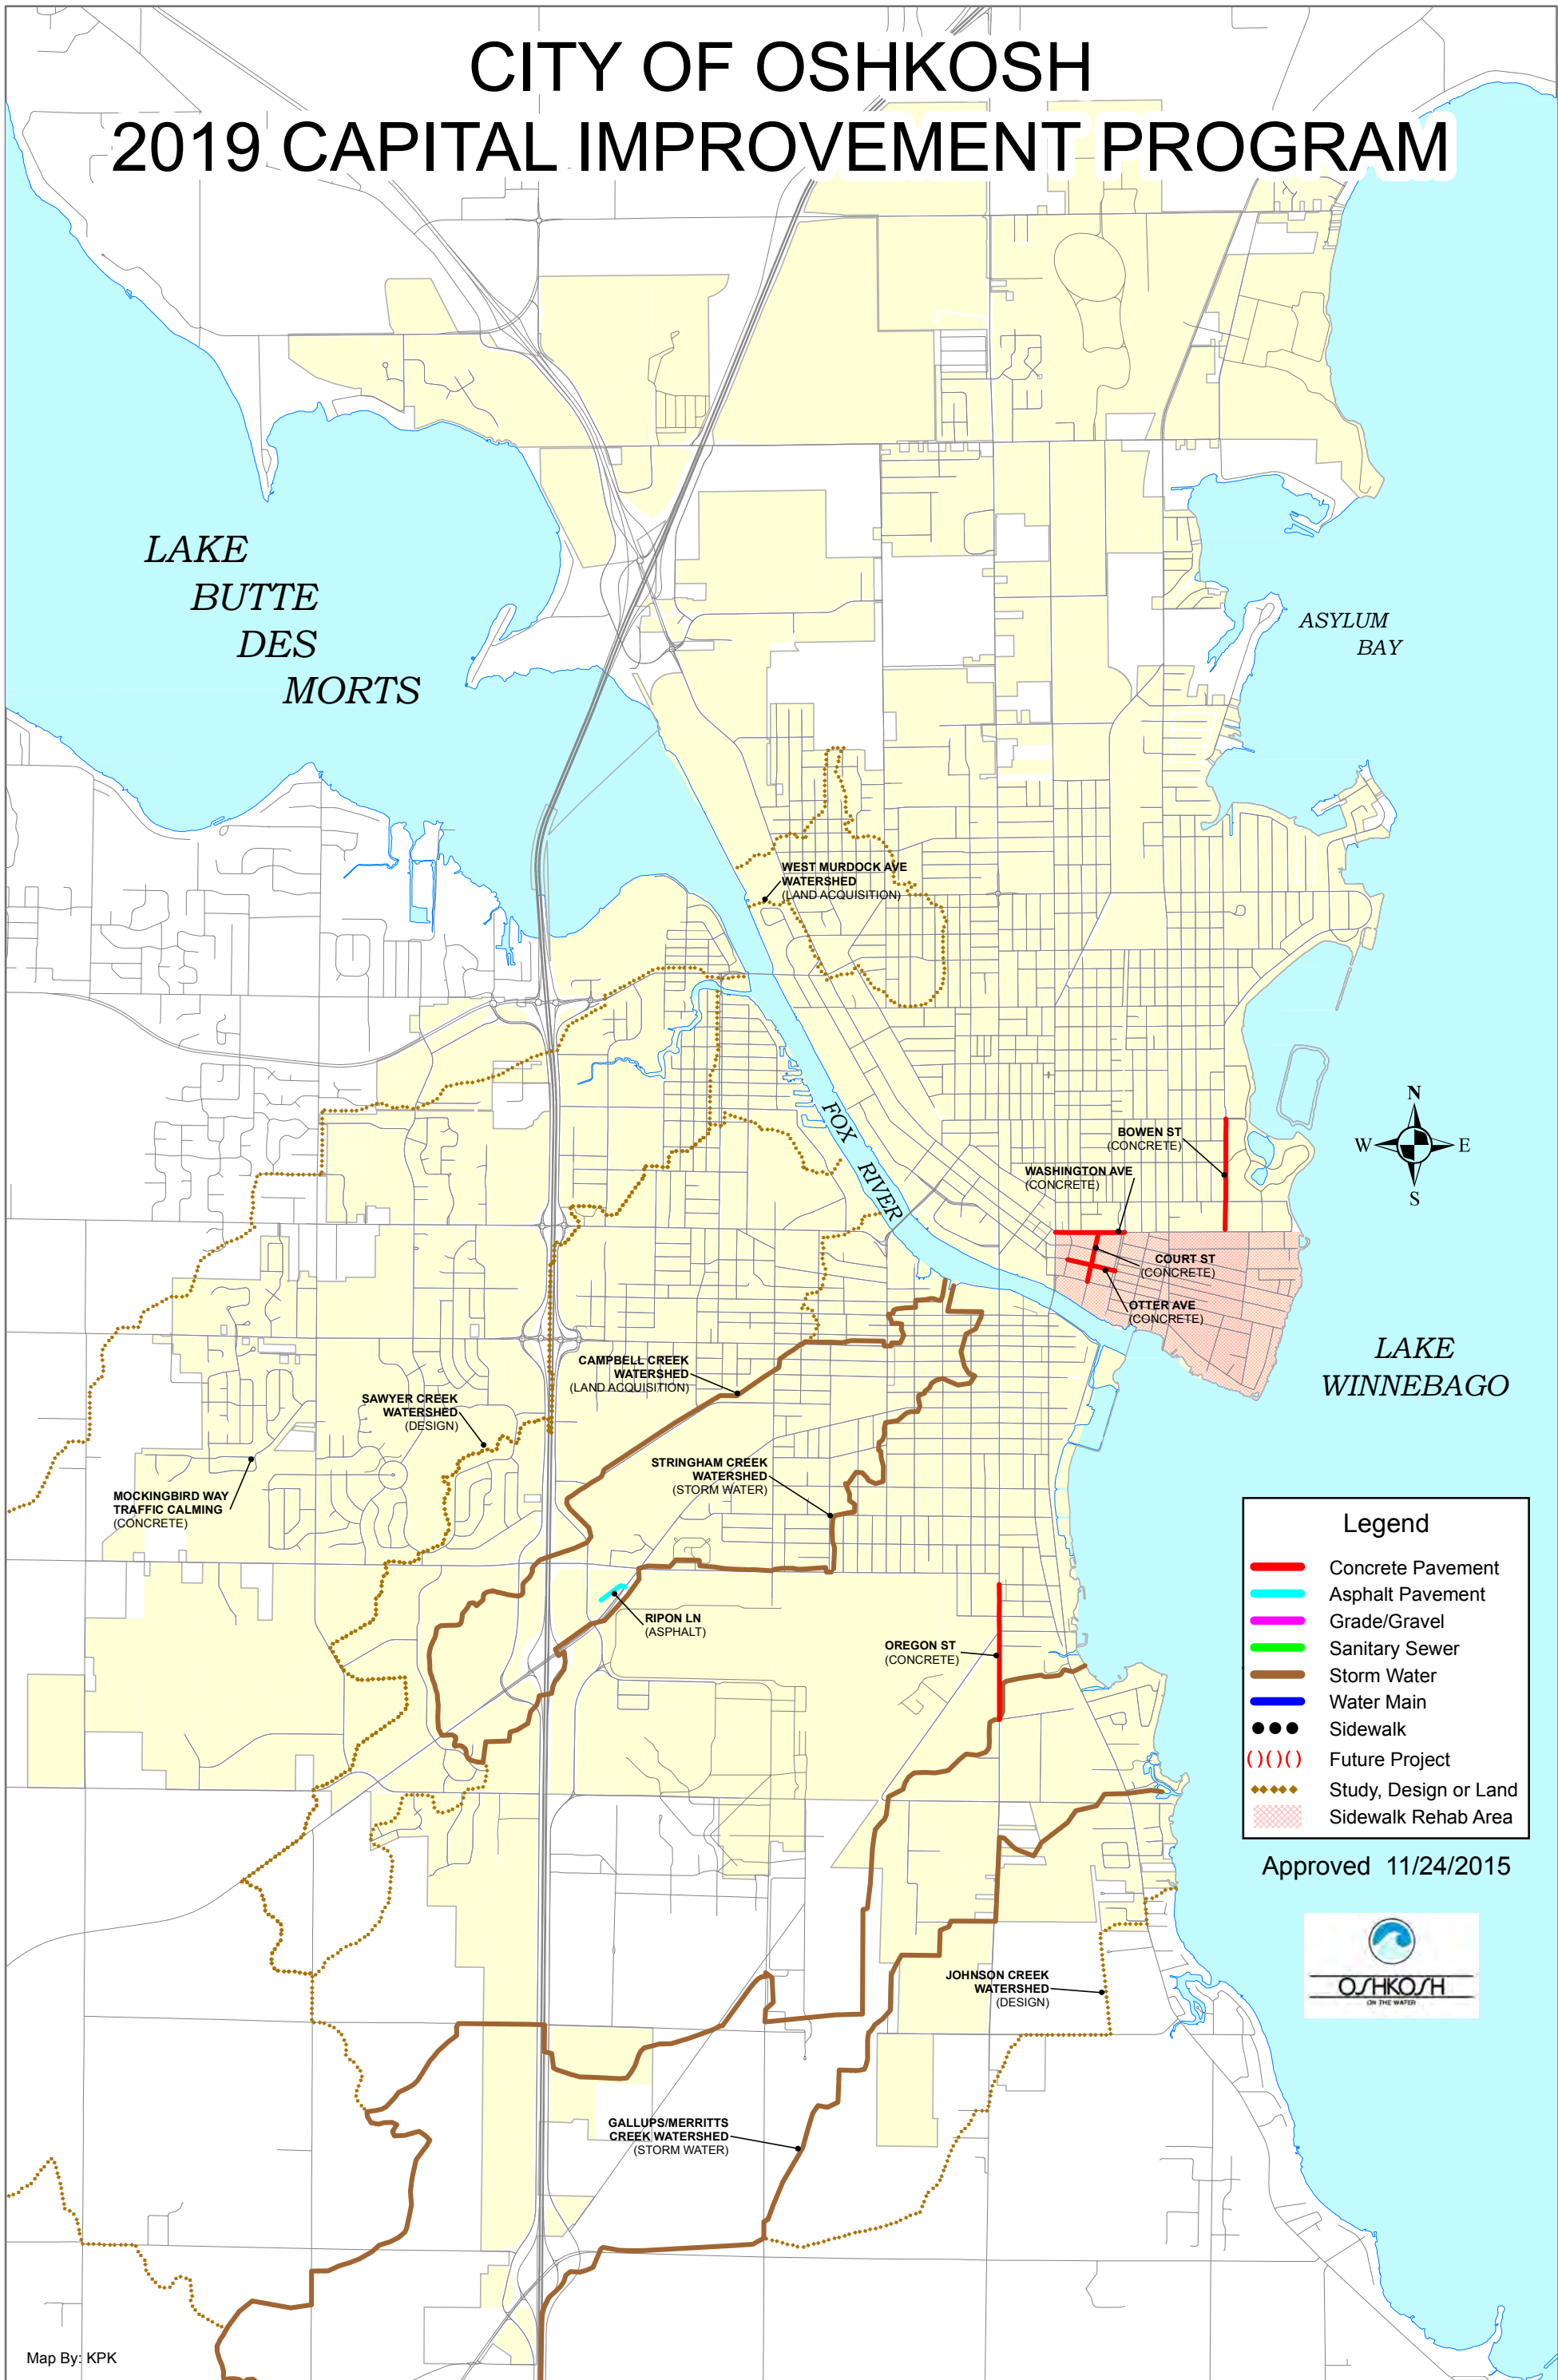 CITY OF OSHKOSH
2019 CAPITAL IMPROVEMENT PROGRAM
LAKE
BUTTE
DES
MORTS
ASYLUM
BAY
WEST MURDOCK AVE
WATERSHED
(LAND ACQUISITION)
FOX RIVER
N
W E
S
BOWEN ST
(CONCRETE)
WASHINGTON AVE
(CONCRETE)
COURT ST
(CONCRETE)
OTTER AVE
(CONCRETE)
LAKE
WINNEBAGO
CAMPBELL CREEK
WATERSHED
(LAND ACQUISITION)
SAWYER CREEK
WATERSHED
(DESIGN)
STRINGHAM CREEK
WATERSHED
(STORM WATER)
MOCKINGBIRD WAY
TRAFFIC CALMING
(CONCRETE)
RIPON LN
(ASPHALT)
OREGON ST
(CONCRETE)
Legend
Concrete Pavement
Asphalt Pavement
Grade/Gravel
Sanitary Sewer
Storm Water
Water Main
Sidewalk
()()() Future Project
Study, Design or Land
Sidewalk Rehab Area
Approved 11/24/2015
OSHKOSH
ON THE WATER
JOHNSON CREEK
WATERSHED
(DESIGN)
GALLUPS/MERRITTS
CREEK WATERSHED
(STORM WATER)
Map By: KPK